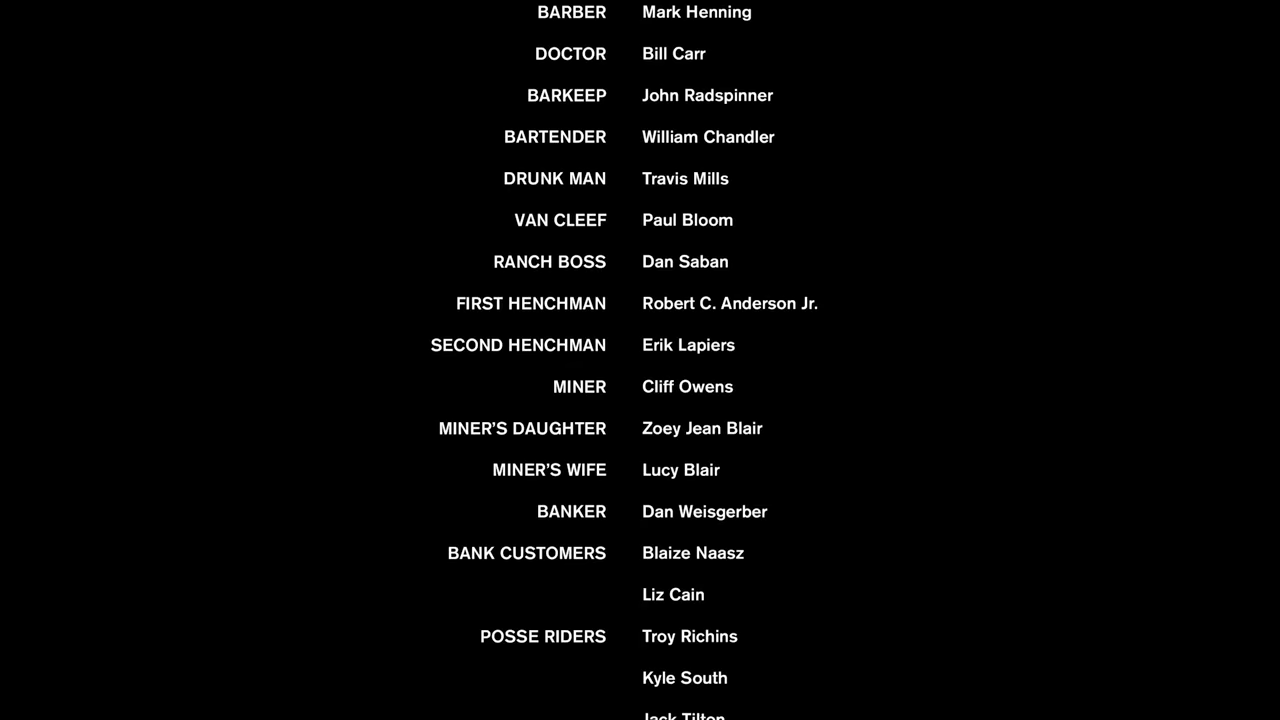 BARBER Mark Henning
DOCTOR Bill Carr
BARKEEP John Radspinner
BARTENDER William Chandler
DRUNK MAN Travis Mills
VAN CLEEF Paul Bloom
RANCH BOSS Dan Saban
FIRST HENCHMAN Robert C. Anderson Jr.
SECOND HENCHMAN Erik Lapiers
MINER Cliff Owens
MINER’S DAUGHTER Zoey Jean Blair
MINER’S WIFE Lucy Blair
BANKER Dan Weisgerber
BANK CUSTOMERS Blaize Naasz
Liz Cain
POSSE RIDERS Troy Richins
Kyle South
Jack Tilton